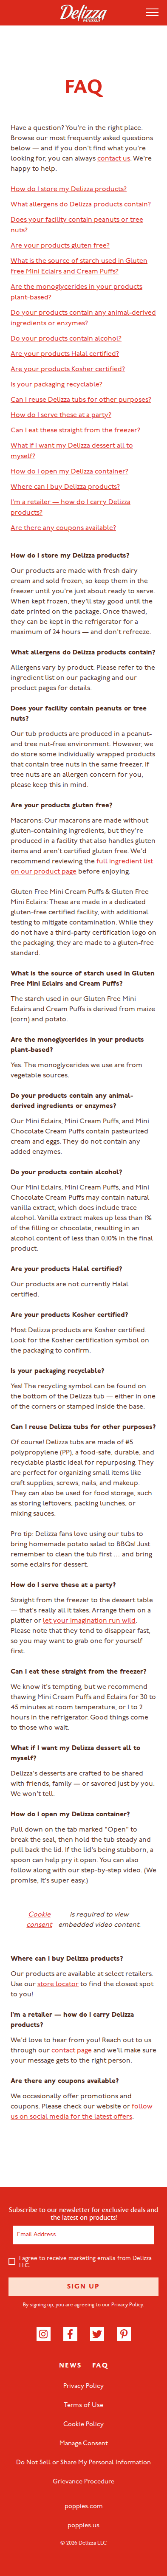 Delizza
PATISSERIE
FAQ
Have a question? You're in the right place.
Browse our most frequently asked questions
below — and if you don't find what you're
looking for, you can always contact us. We're
happy to help.
How do I store my Delizza products?
What allergens do Delizza products contain?
Does your facility contain peanuts or tree
nuts?
Are your products gluten free?
What is the source of starch used in Gluten
Free Mini Eclairs and Cream Puffs?
Are the monoglycerides in your products
plant-based?
Do your products contain any animal-derived
ingredients or enzymes?
Do your products contain alcohol?
Are your products Halal certified?
Are your products Kosher certified?
Is your packaging recyclable?
Can I reuse Delizza tubs for other purposes?
How do I serve these at a party?
Can I eat these straight from the freezer?
What if I want my Delizza dessert all to
myself?
How do I open my Delizza container?
Where can I buy Delizza products?
I'm a retailer — how do I carry Delizza
products?
Are there any coupons available?
How do I store my Delizza products?
Our products are made with fresh dairy
cream and sold frozen, so keep them in the
freezer until you're just about ready to serve.
When kept frozen, they'll stay good until the
date printed on the package. Once thawed,
they can be kept in the refrigerator for a
maximum of 24 hours — and don't refreeze.
What allergens do Delizza products contain?
Allergens vary by product. Please refer to the
ingredient list on our packaging and our
product pages for details.
Does your facility contain peanuts or tree
nuts?
Our tub products are produced in a peanut-
and tree nut-free environment. However, we
do store some individually wrapped products
that contain tree nuts in the same freezer. If
tree nuts are an allergen concern for you,
please keep this in mind.
Are your products gluten free?
Macarons: Our macarons are made without
gluten-containing ingredients, but they're
produced in a facility that also handles gluten
items and aren't certified gluten free. We'd
recommend reviewing the full ingredient list
on our product page before enjoying.
Gluten Free Mini Cream Puffs & Gluten Free
Mini Eclairs: These are made in a dedicated
gluten-free certified facility, with additional
testing to mitigate contamination. While they
do not have a third-party certification logo on
the packaging, they are made to a gluten-free
standard.
What is the source of starch used in Gluten
Free Mini Eclairs and Cream Puffs?
The starch used in our Gluten Free Mini
Eclairs and Cream Puffs is derived from maize
(corn) and potato.
Are the monoglycerides in your products
plant-based?
Yes. The monoglycerides we use are from
vegetable sources.
Do your products contain any animal-
derived ingredients or enzymes?
Our Mini Eclairs, Mini Cream Puffs, and Mini
Chocolate Cream Puffs contain pasteurized
cream and eggs. They do not contain any
added enzymes.
Do your products contain alcohol?
Our Mini Eclairs, Mini Cream Puffs, and Mini
Chocolate Cream Puffs may contain natural
vanilla extract, which does include trace
alcohol. Vanilla extract makes up less than 1%
of the filling or chocolate, resulting in an
alcohol content of less than 0.10% in the final
product.
Are your products Halal certified?
Our products are not currently Halal
certified.
Are your products Kosher certified?
Most Delizza products are Kosher certified.
Look for the Kosher certification symbol on
the packaging to confirm.
Is your packaging recyclable?
Yes! The recycling symbol can be found on
the bottom of the Delizza tub — either in one
of the corners or stamped inside the base.
Can I reuse Delizza tubs for other purposes?
Of course! Delizza tubs are made of #5
polypropylene (PP), a food-safe, durable, and
recyclable plastic ideal for repurposing. They
are perfect for organizing small items like
craft supplies, screws, nails, and makeup.
They can also be used for food storage, such
as storing leftovers, packing lunches, or
mixing sauces.
Pro tip: Delizza fans love using our tubs to
bring homemade potato salad to BBQs! Just
remember to clean the tub first … and bring
some eclairs for dessert.
How do I serve these at a party?
Straight from the freezer to the dessert table
— that's really all it takes. Arrange them on a
platter or let your imagination run wild.
Please note that they tend to disappear fast,
so you may want to grab one for yourself
first.
Can I eat these straight from the freezer?
We know it's tempting, but we recommend
thawing Mini Cream Puffs and Eclairs for 30 to
45 minutes at room temperature, or 1 to 2
hours in the refrigerator. Good things come
to those who wait.
What if I want my Delizza dessert all to
myself?
Delizza's desserts are crafted to be shared
with friends, family — or savored just by you.
We won't tell.
How do I open my Delizza container?
Pull down on the tab marked "Open" to
break the seal, then hold the tub steady and
pull back the lid. If the lid's being stubborn, a
spoon can help pry it open. You can also
follow along with our step-by-step video. (We
promise, it's super easy.)
Cookie consent is required to view embedded video content.
Where can I buy Delizza products?
Our products are available at select retailers.
Use our store locator to find the closest spot
to you!
I'm a retailer — how do I carry Delizza
products?
We'd love to hear from you! Reach out to us
through our contact page and we'll make sure
your message gets to the right person.
Are there any coupons available?
We occasionally offer promotions and
coupons. Please check our website or follow
us on social media for the latest offers.
Subscribe to our newsletter for exclusive deals and
the latest on products!
Email Address
I agree to receive marketing emails from Delizza
LLC.
SIGN UP
By signing up, you are agreeing to our Privacy Policy.
NEWS FAQ
Privacy Policy
Terms of Use
Cookie Policy
Manage Consent
Do Not Sell or Share My Personal Information
Grievance Procedure
poppies.com
poppies.us
© 2026 Delizza LLC